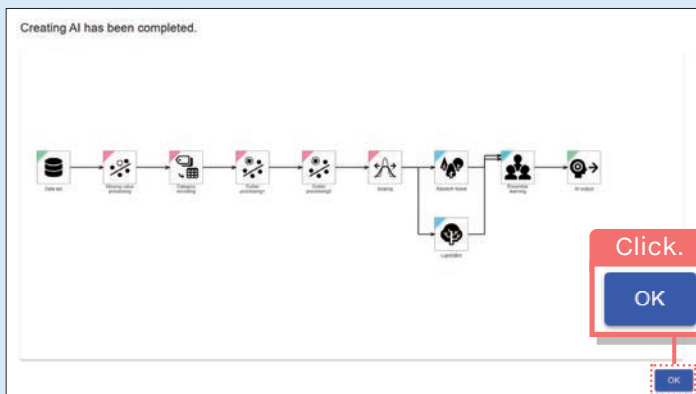 Creating AI has been completed.
Data set
Missing value
processing
Category
encoding
Outlier
processing1
Outlier
processing2
Scaling
Random forest
Ensemble
learning
AI output
LightGBM
Click.
OK
OK